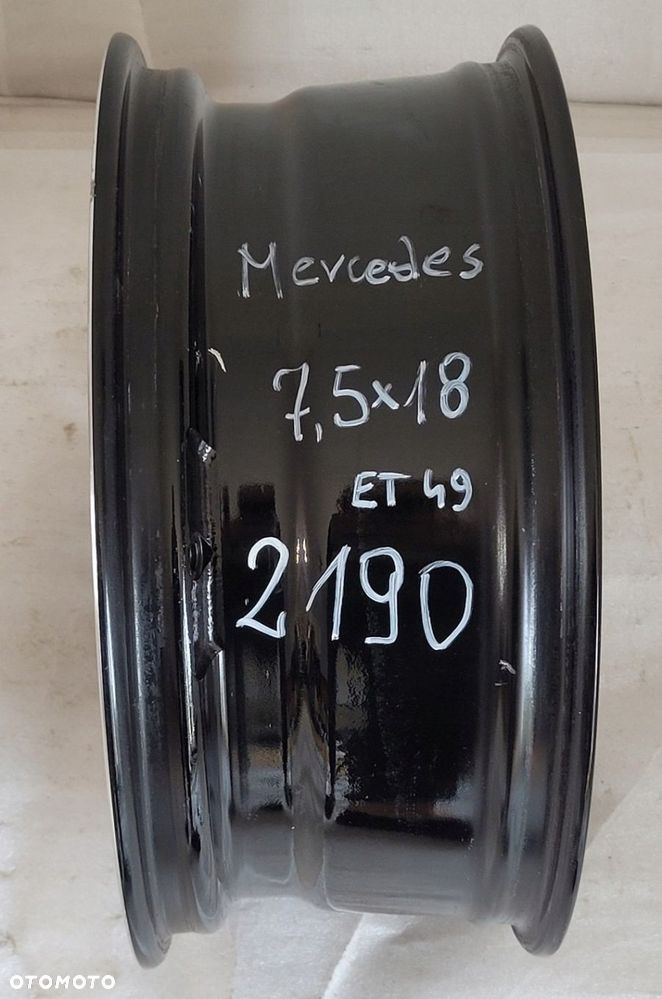 Mercedes
7,5x18
ET 49
2190
OTOMOTO